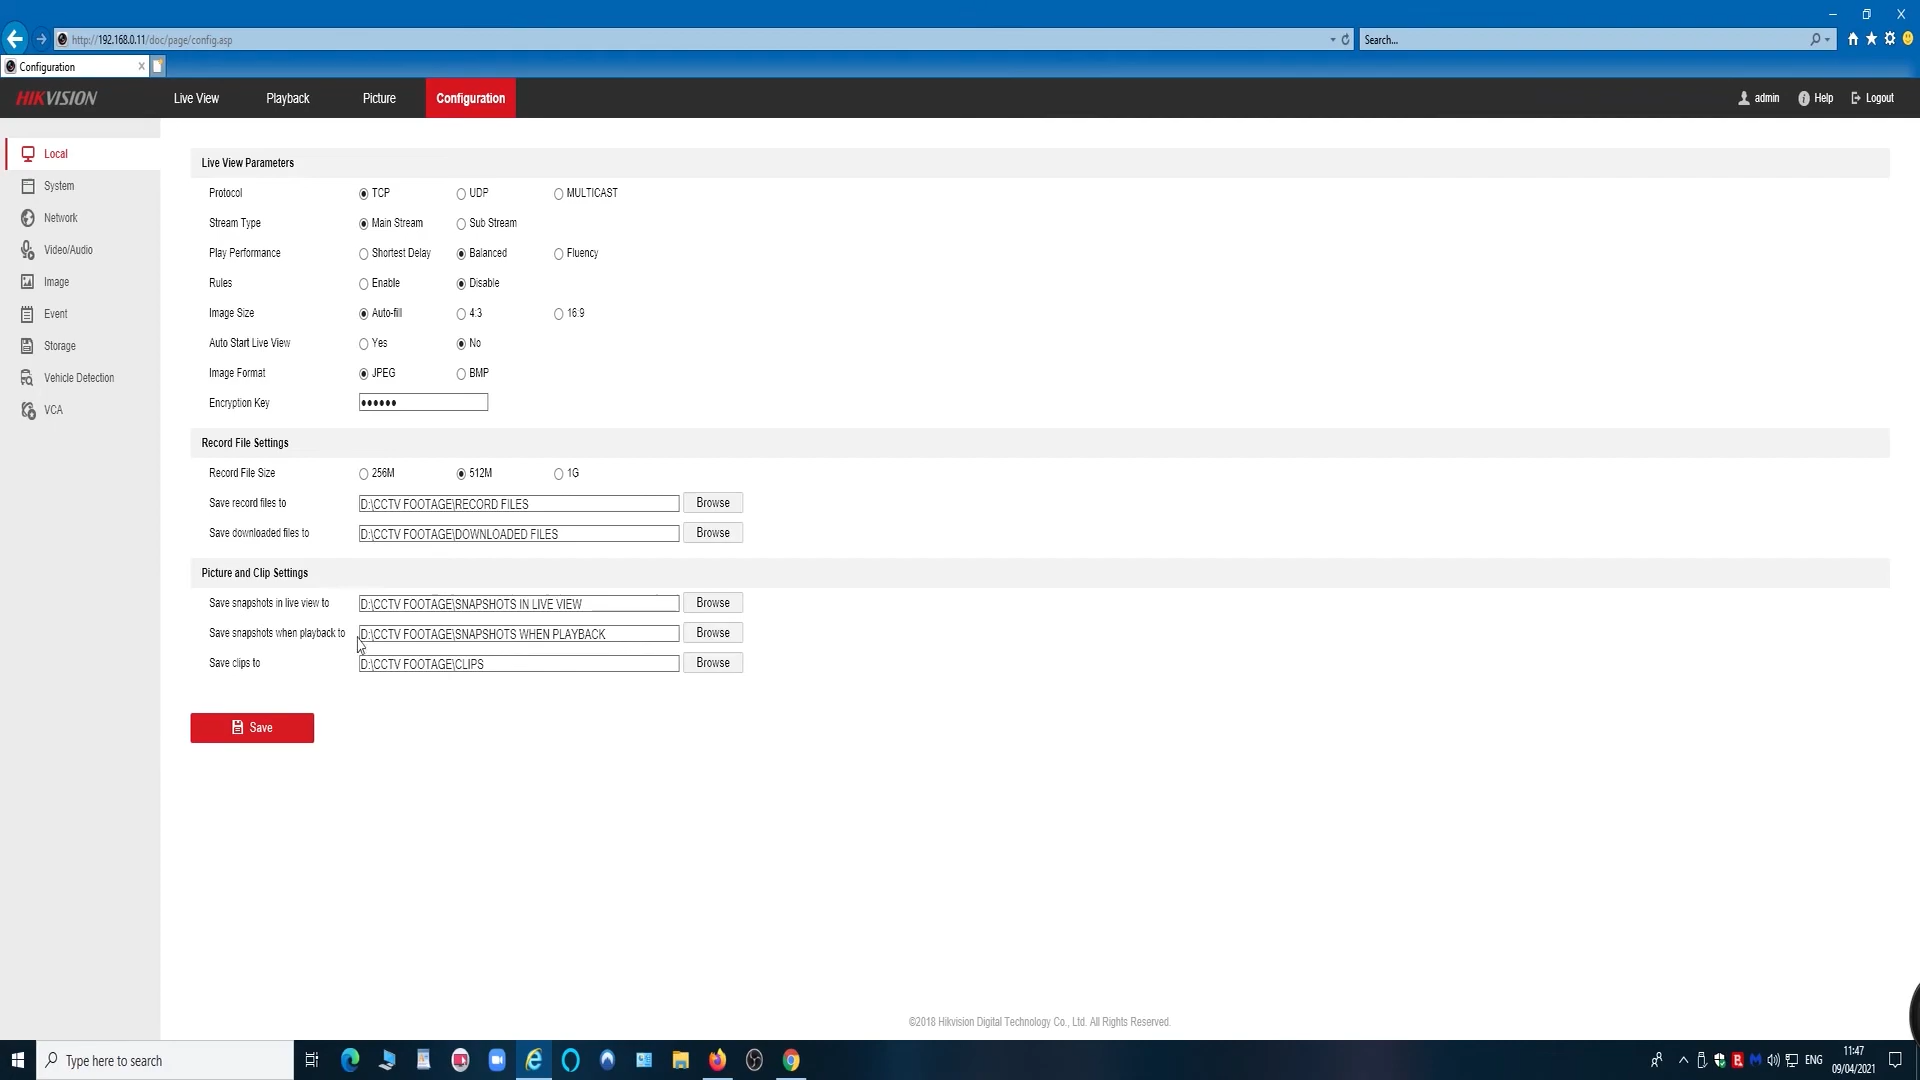 http://192.168.0.11/doc/page/config.asp
Search...
Configuration
HIKVISION
Live View
Playback
Picture
Configuration
admin
Help
Logout
Local
System
Network
Video/Audio
Image
Event
Storage
Vehicle Detection
VCA
Live View Parameters
Protocol TCP UDP MULTICAST
Stream Type Main Stream Sub Stream
Play Performance Shortest Delay Balanced Fluency
Rules Enable Disable
Image Size Auto-fill 4:3 16:9
Auto Start Live View Yes No
Image Format JPEG BMP
Encryption Key ••••••
Record File Settings
Record File Size 256M 512M 1G
Save record files to D:\CCTV FOOTAGE\RECORD FILES Browse
Save downloaded files to D:\CCTV FOOTAGE\DOWNLOADED FILES Browse
Picture and Clip Settings
Save snapshots in live view to D:\CCTV FOOTAGE\SNAPSHOTS IN LIVE VIEW Browse
Save snapshots when playback to D:\CCTV FOOTAGE\SNAPSHOTS WHEN PLAYBACK Browse
Save clips to D:\CCTV FOOTAGE\CLIPS Browse
Save
©2018 Hikvision Digital Technology Co., Ltd. All Rights Reserved.
Type here to search
ENG
11:47
09/04/2021